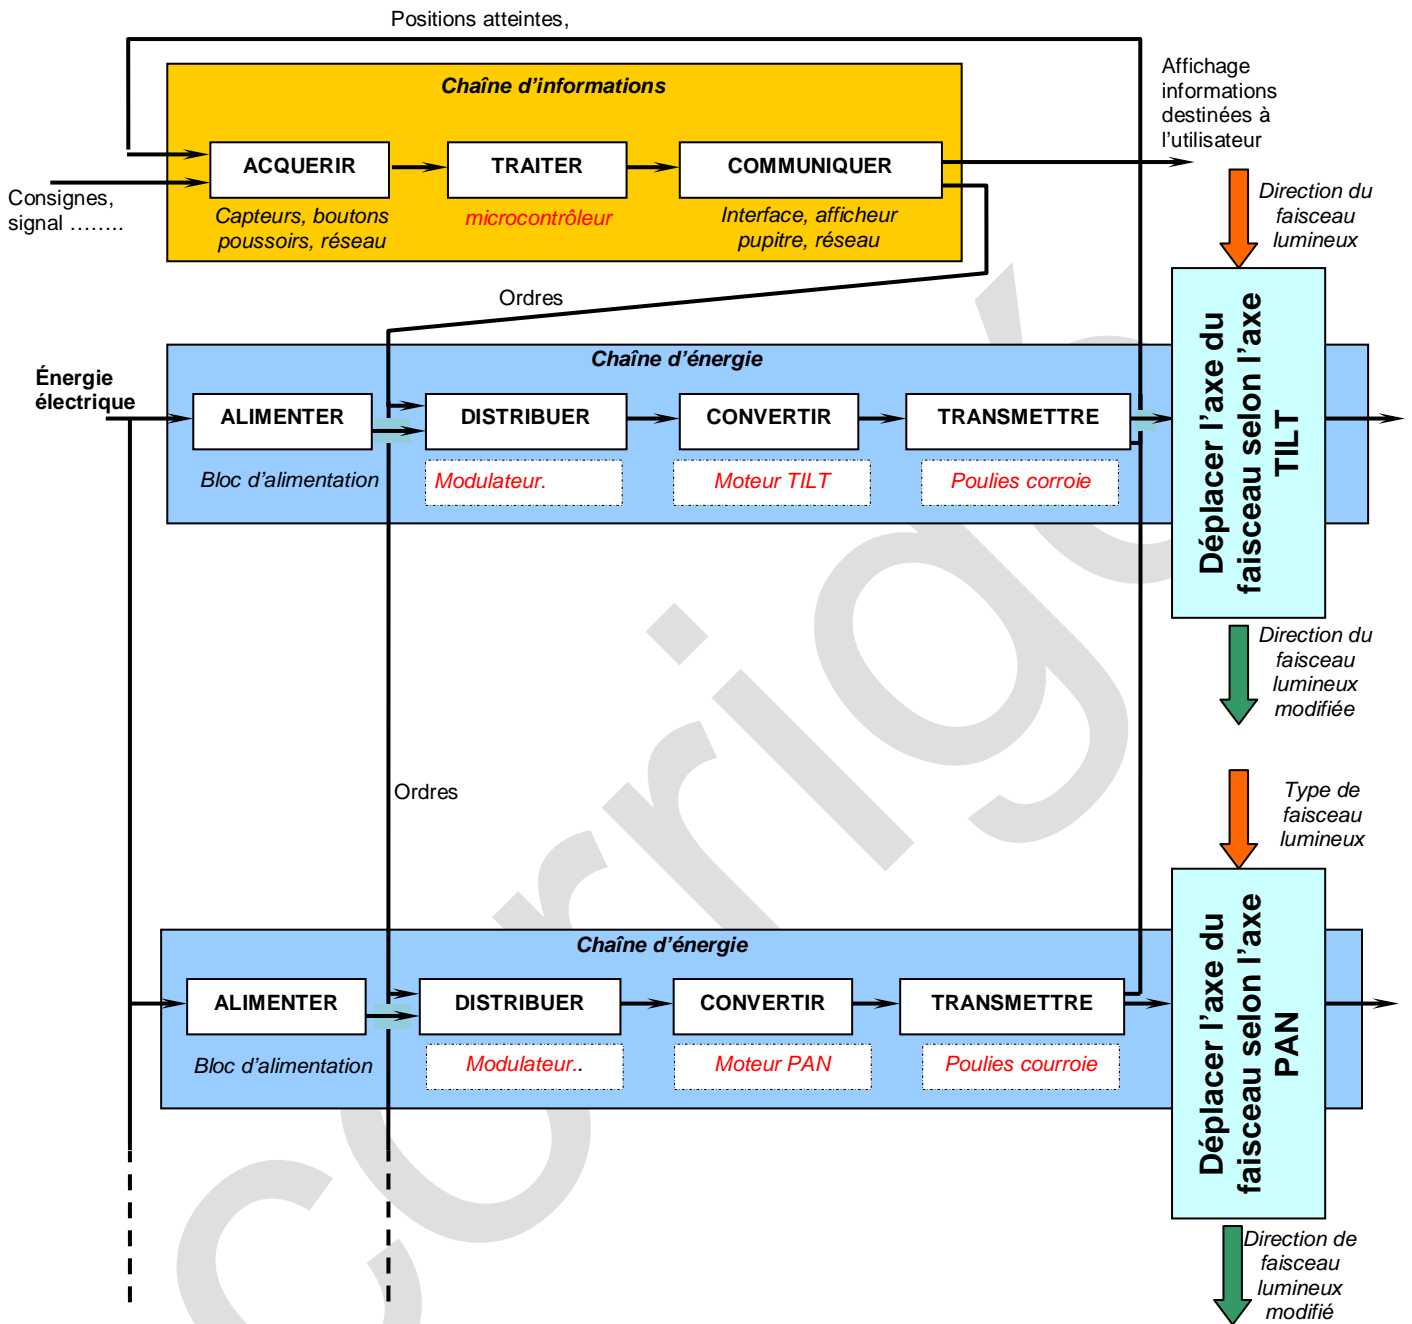 Positions atteintes,
Chaîne d'informations
Affichage
informations
destinées à
l'utilisateur
ACQUERIR
TRAITER
COMMUNIQUER
Consignes,
signal ........
Capteurs, boutons
poussoirs, réseau
microcontrôleur
Interface, afficheur
pupitre, réseau
Direction du
faisceau
lumineux
Ordres
Chaîne d'énergie
Énergie
électrique
ALIMENTER
DISTRIBUER
CONVERTIR
TRANSMETTRE
Bloc d'alimentation
Modulateur.
Moteur TILT
Poulies corroie
Déplacer l'axe du
faisceau selon l'axe
TILT
Direction du
faisceau
lumineux
modifiée
Ordres
Type de
faisceau
lumineux
Chaîne d'énergie
ALIMENTER
DISTRIBUER
CONVERTIR
TRANSMETTRE
Bloc d'alimentation
Modulateur..
Moteur PAN
Poulies courroie
Déplacer l'axe du
faisceau selon l'axe
PAN
Direction de
faisceau
lumineux
modifié
corrigé